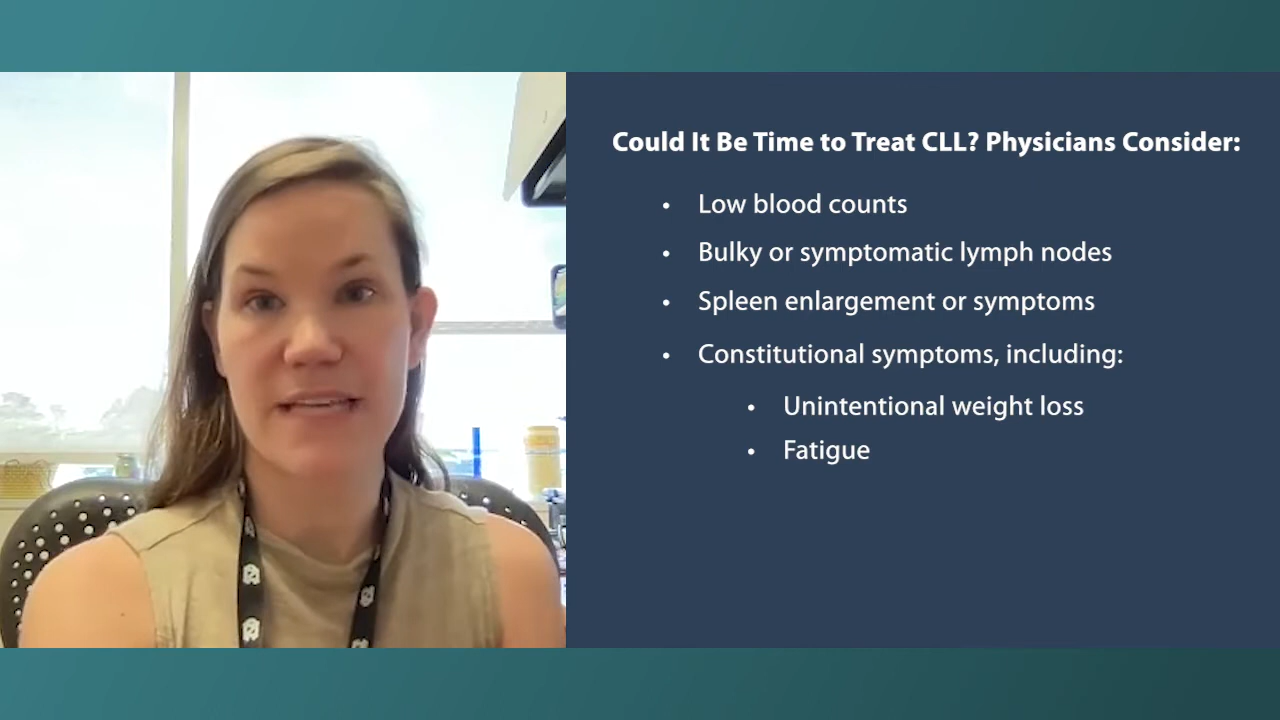 Could It Be Time to Treat CLL? Physicians Consider:
• Low blood counts
• Bulky or symptomatic lymph nodes
• Spleen enlargement or symptoms
• Constitutional symptoms, including:
• Unintentional weight loss
• Fatigue